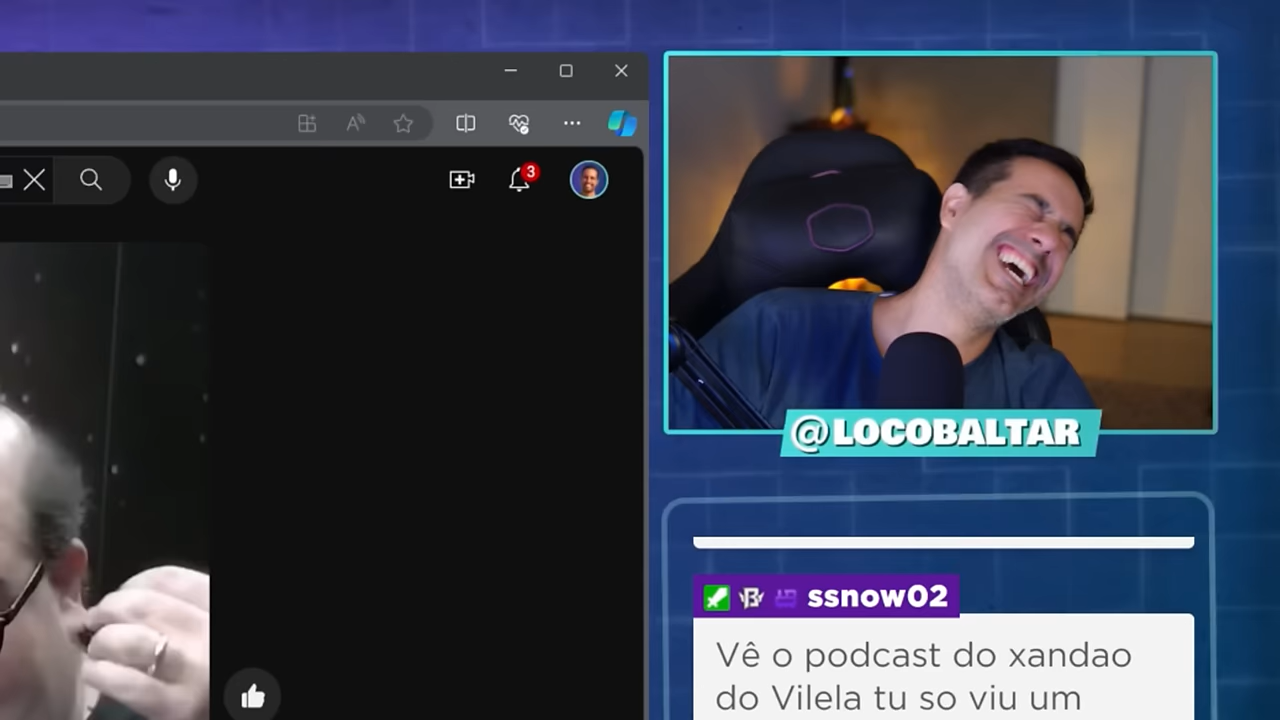 3
@LOCOBALTAR
ssnow02
Vê o podcast do xandao
do Vilela tu so viu um